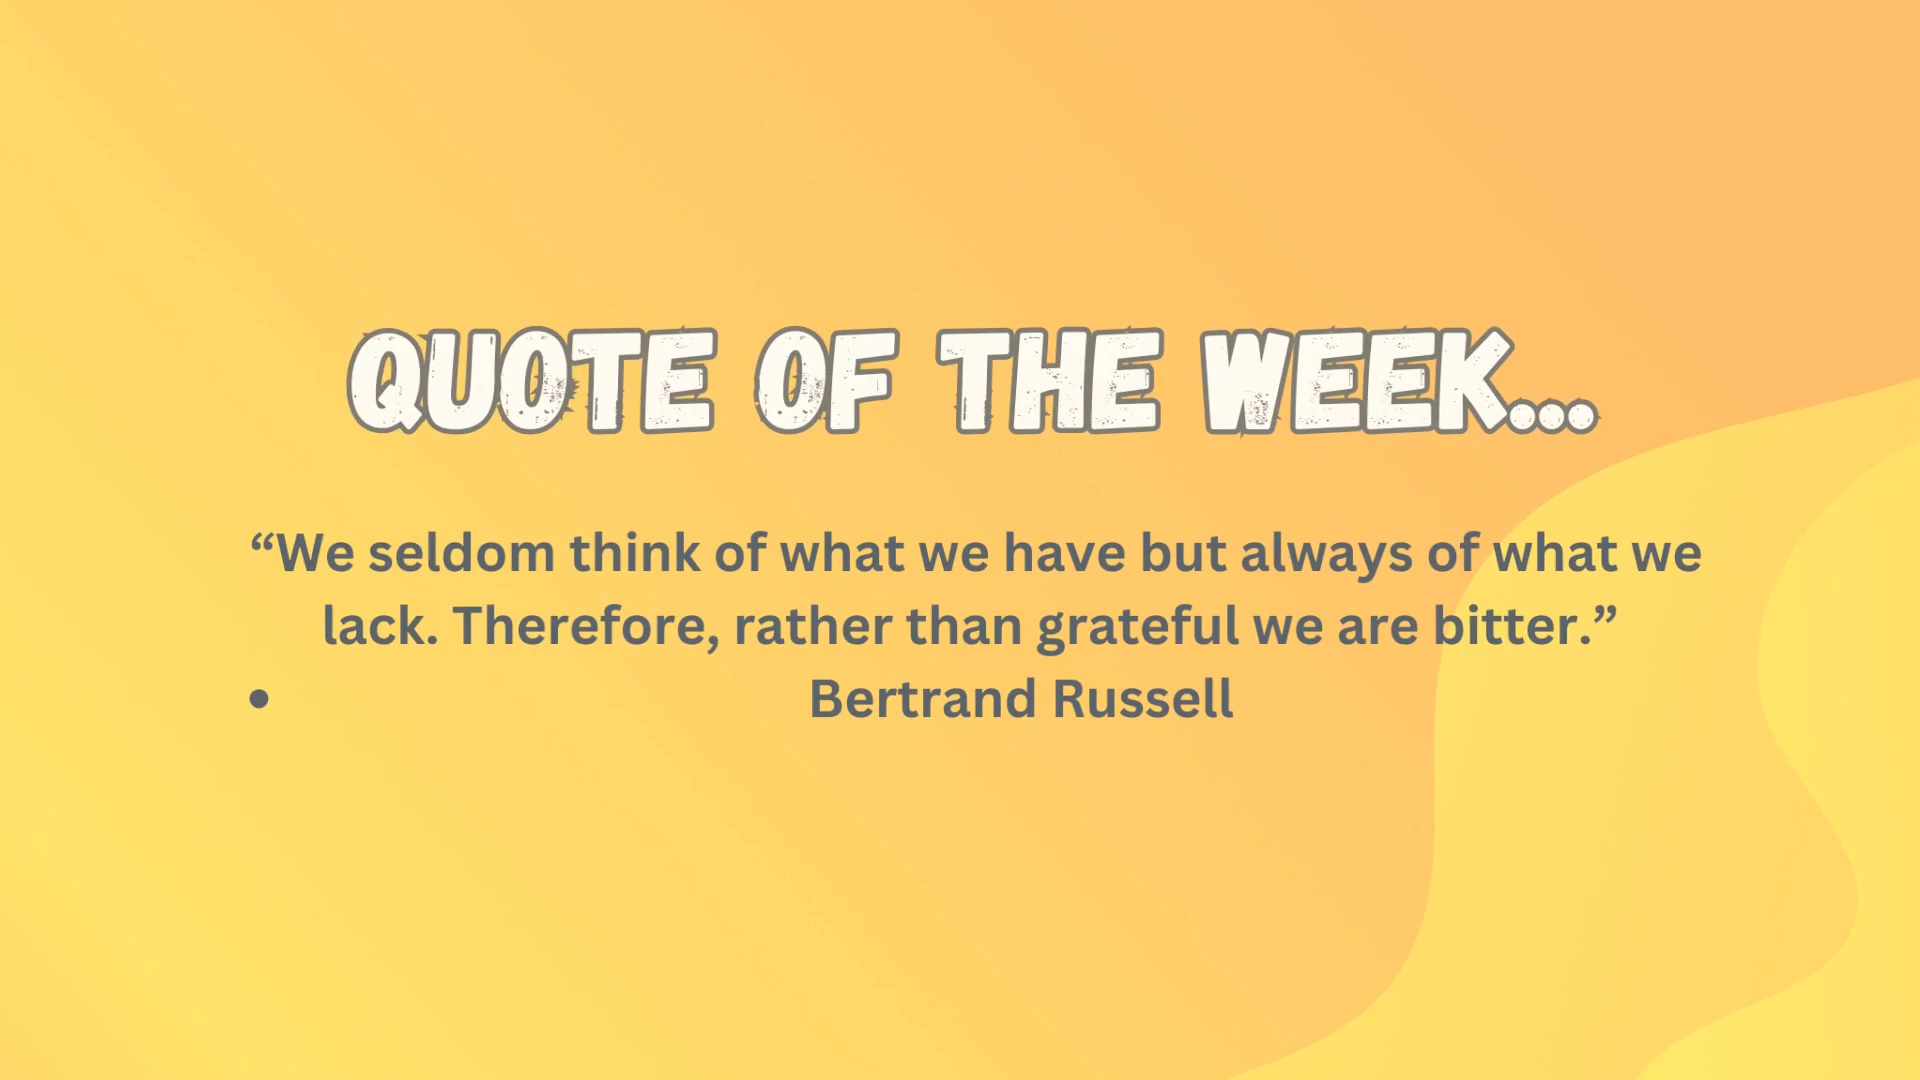 QUOTE OF THE WEEK...
“We seldom think of what we have but always of what we
lack. Therefore, rather than grateful we are bitter.”
• Bertrand Russell